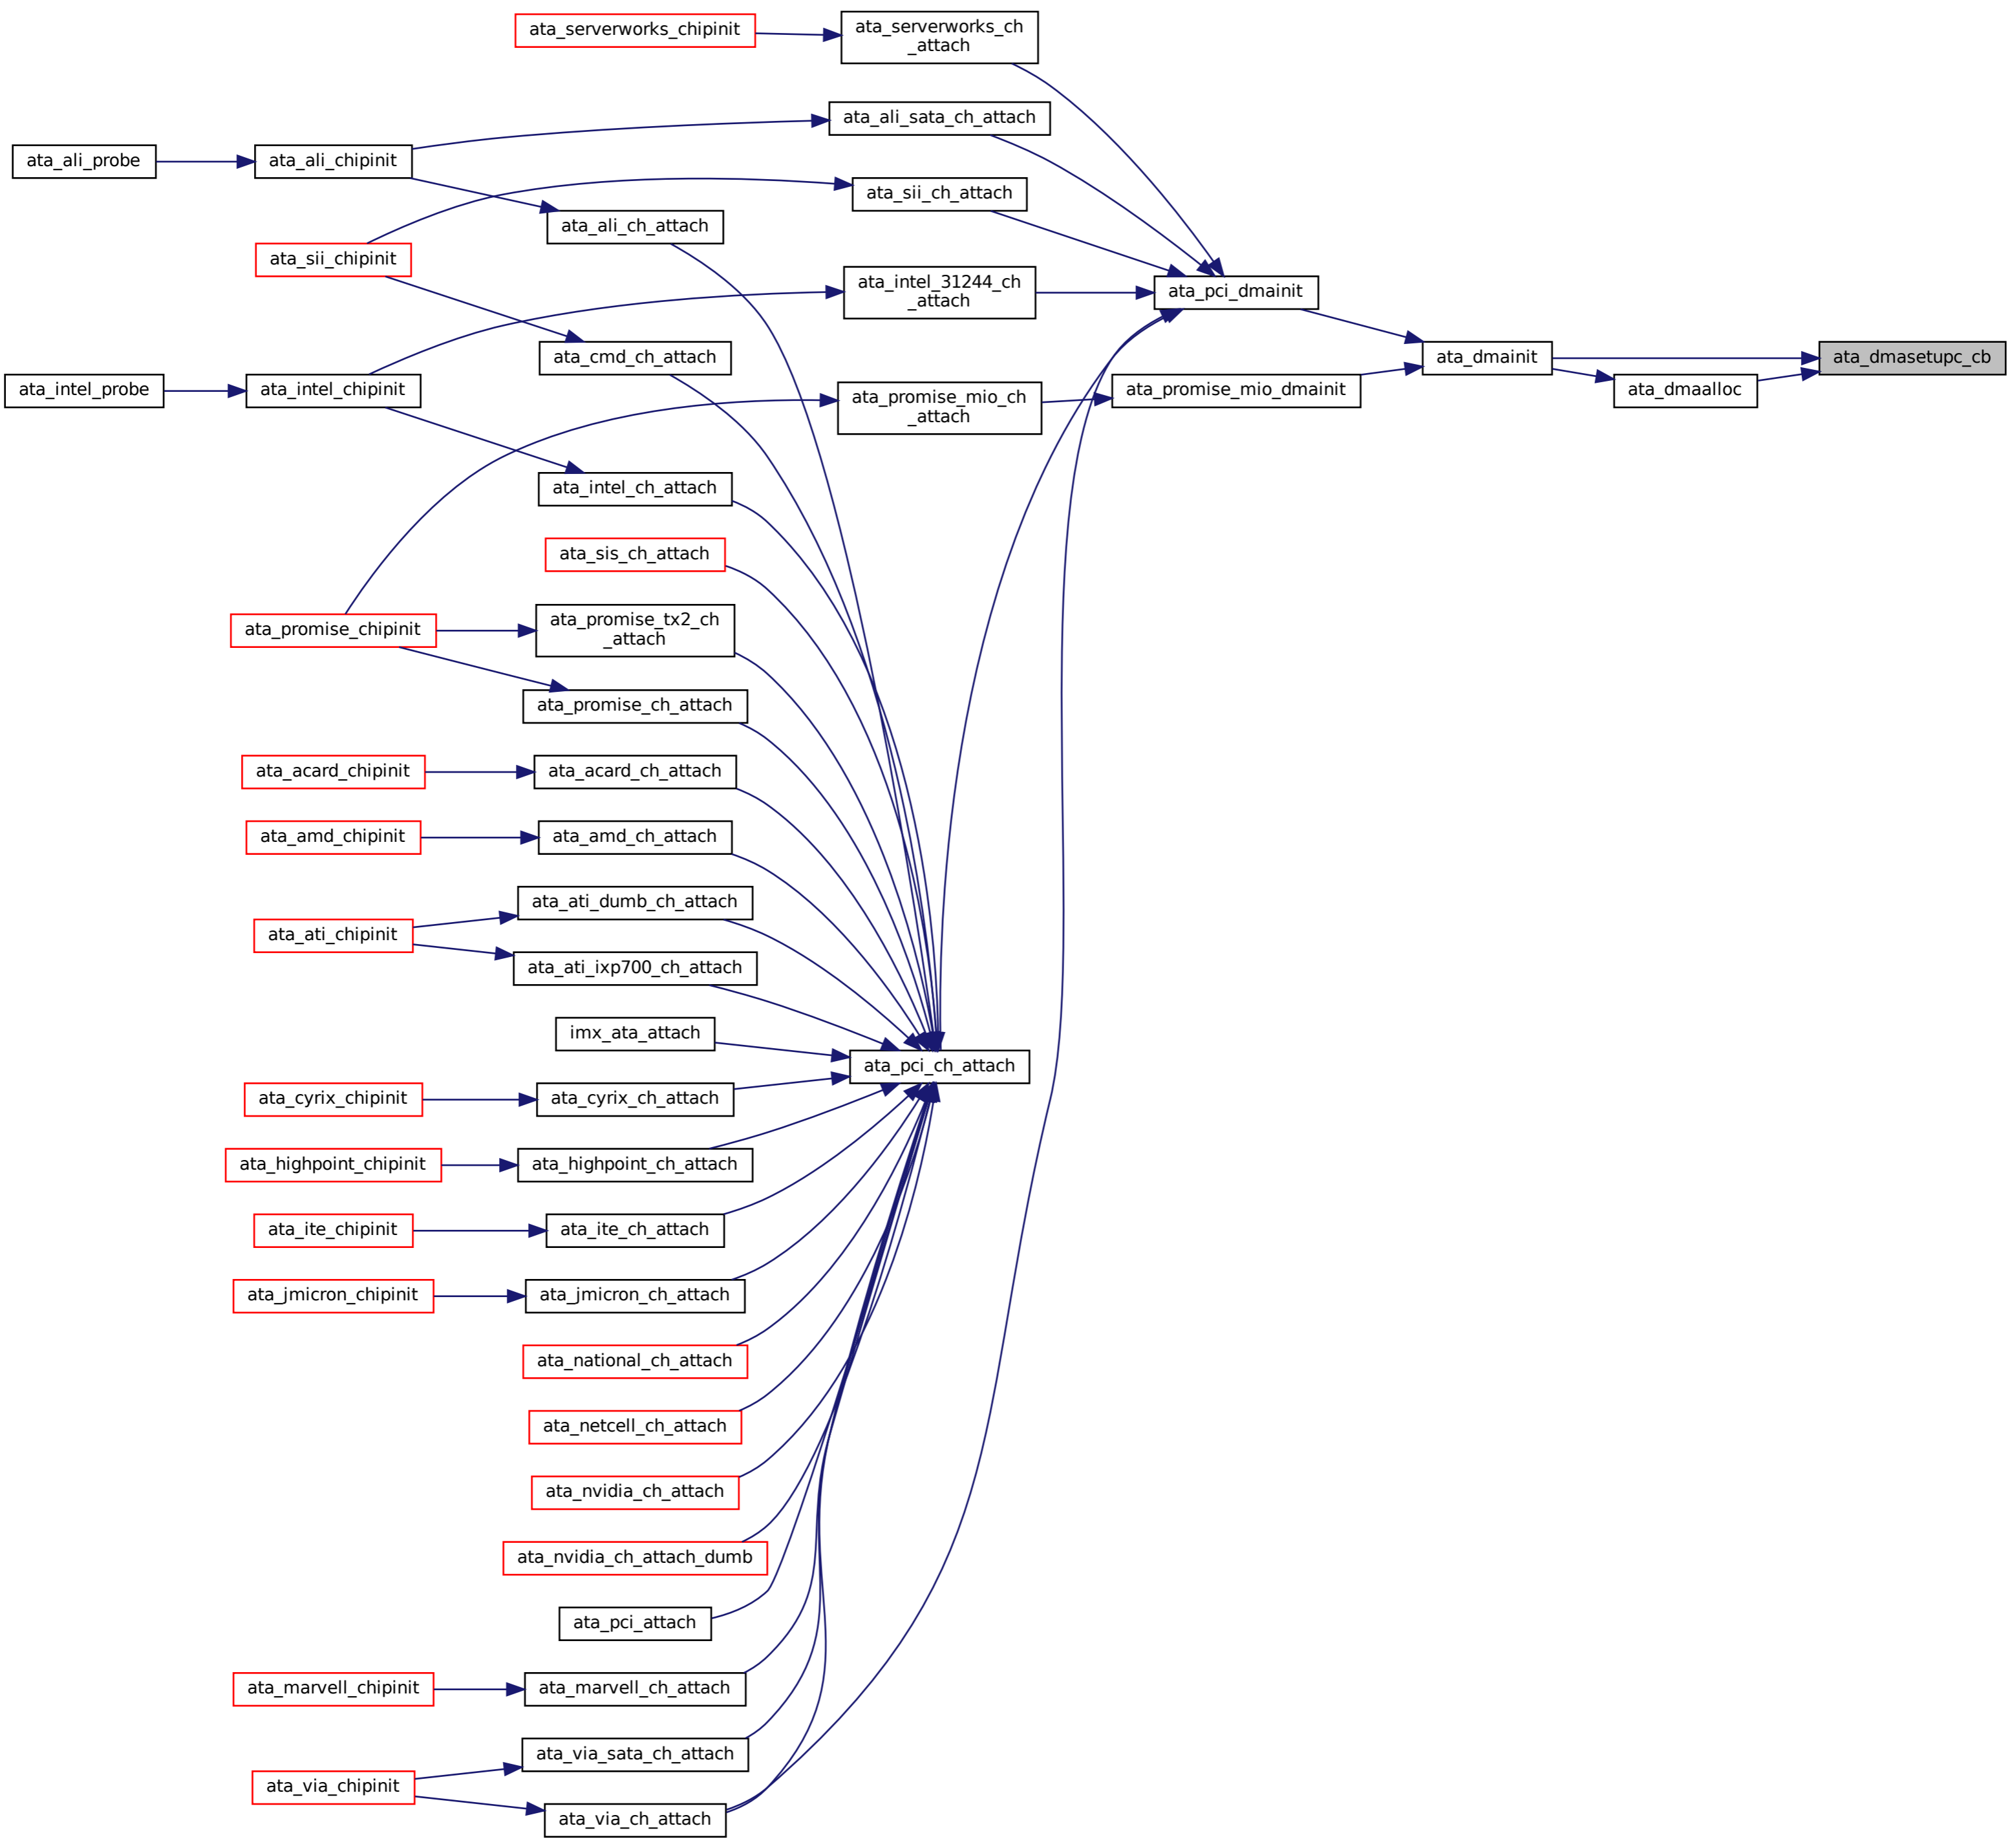 ata_serverworks_chipinit
ata_serverworks_ch
_attach
ata_ali_sata_ch_attach
ata_ali_probe
ata_ali_chipinit
ata_sii_ch_attach
ata_ali_ch_attach
ata_sii_chipinit
ata_intel_31244_ch
_attach
ata_pci_dmainit
ata_cmd_ch_attach
ata_dmainit
ata_dmasetupc_cb
ata_intel_probe
ata_intel_chipinit
ata_promise_mio_ch
_attach
ata_promise_mio_dmainit
ata_dmaalloc
ata_intel_ch_attach
ata_sis_ch_attach
ata_promise_chipinit
ata_promise_tx2_ch
_attach
ata_promise_ch_attach
ata_acard_chipinit
ata_acard_ch_attach
ata_amd_chipinit
ata_amd_ch_attach
ata_ati_dumb_ch_attach
ata_ati_chipinit
ata_ati_ixp700_ch_attach
imx_ata_attach
ata_pci_ch_attach
ata_cyrix_chipinit
ata_cyrix_ch_attach
ata_highpoint_chipinit
ata_highpoint_ch_attach
ata_ite_chipinit
ata_ite_ch_attach
ata_jmicron_chipinit
ata_jmicron_ch_attach
ata_national_ch_attach
ata_netcell_ch_attach
ata_nvidia_ch_attach
ata_nvidia_ch_attach_dumb
ata_pci_attach
ata_marvell_chipinit
ata_marvell_ch_attach
ata_via_sata_ch_attach
ata_via_chipinit
ata_via_ch_attach